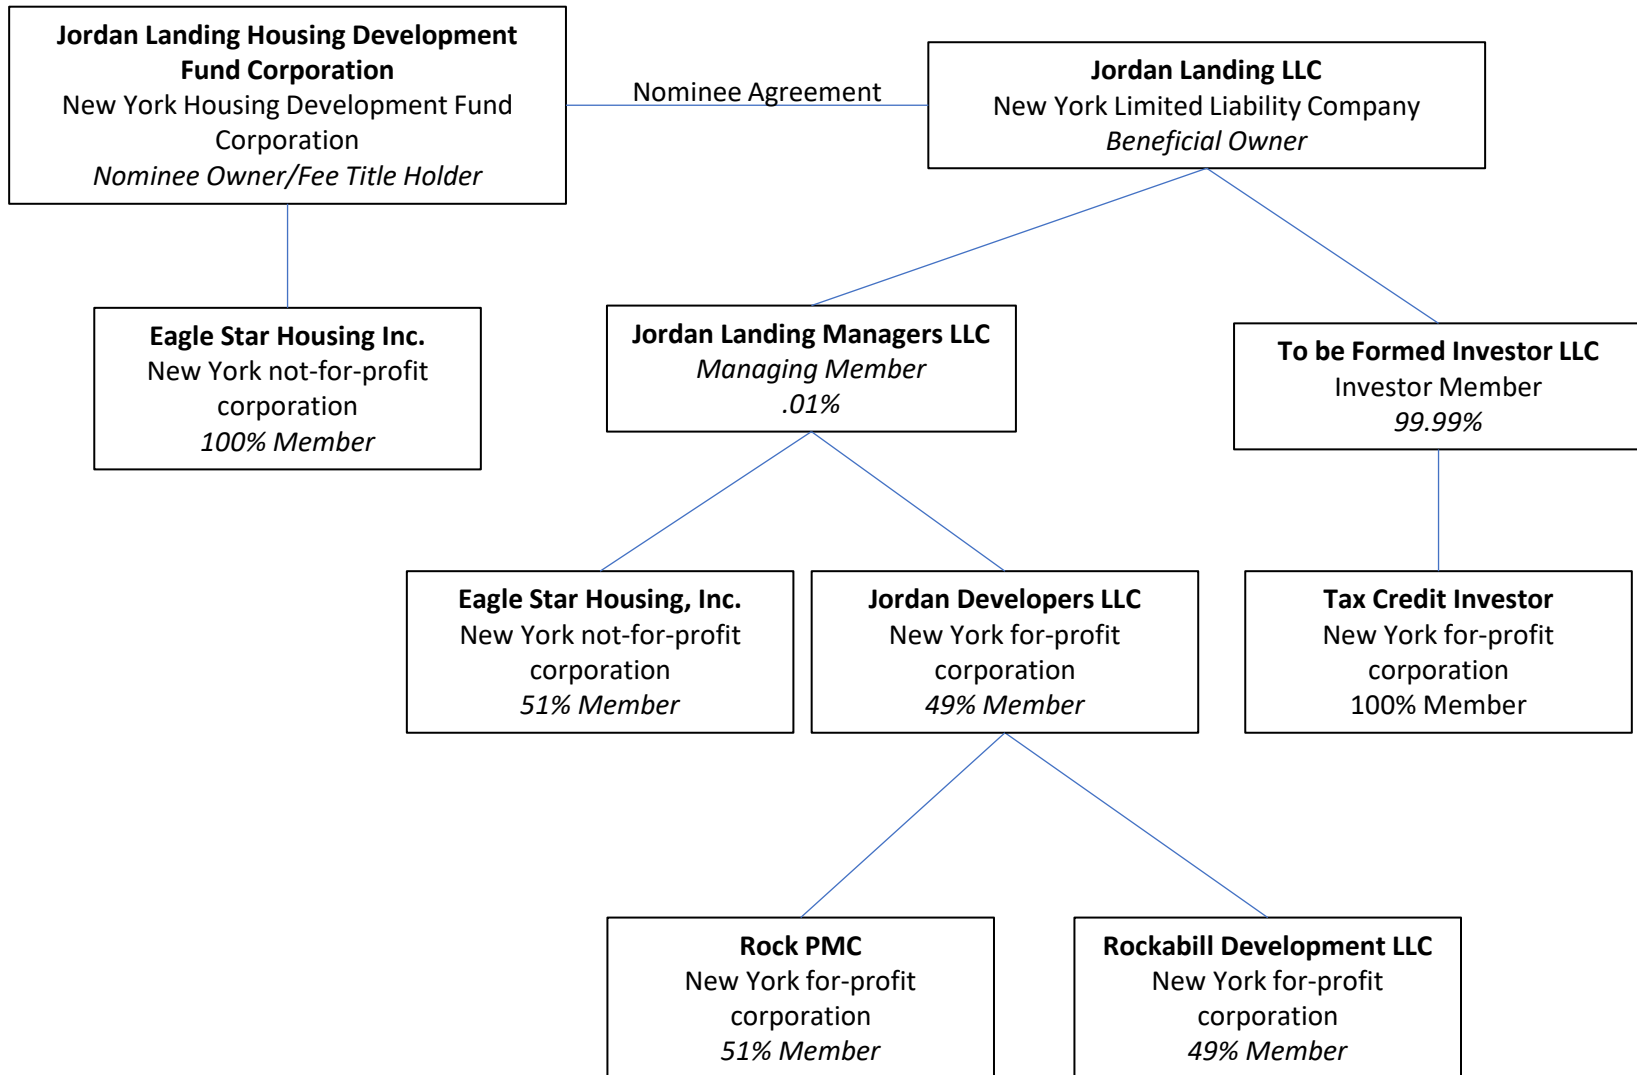 Jordan Landing Housing Development
Fund Corporation
New York Housing Development Fund
Corporation
Nominee Owner/Fee Title Holder
Nominee Agreement
Jordan Landing LLC
New York Limited Liability Company
Beneficial Owner
Eagle Star Housing Inc.
New York not-for-profit
corporation
100% Member
Jordan Landing Managers LLC
Managing Member
.01%
To be Formed Investor LLC
Investor Member
99.99%
Eagle Star Housing, Inc.
New York not-for-profit
corporation
51% Member
Jordan Developers LLC
New York for-profit
corporation
49% Member
Tax Credit Investor
New York for-profit
corporation
100% Member
Rock PMC
New York for-profit
corporation
51% Member
Rockabill Development LLC
New York for-profit
corporation
49% Member